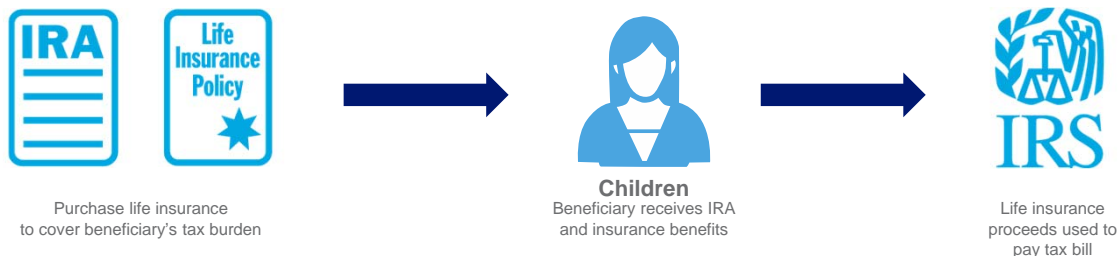 IRA
Life
Insurance
Policy
Purchase life insurance
to cover beneficiary's tax burden
Children
Beneficiary receives IRA
and insurance benefits
IRS
Life insurance
proceeds used to
pay tax bill